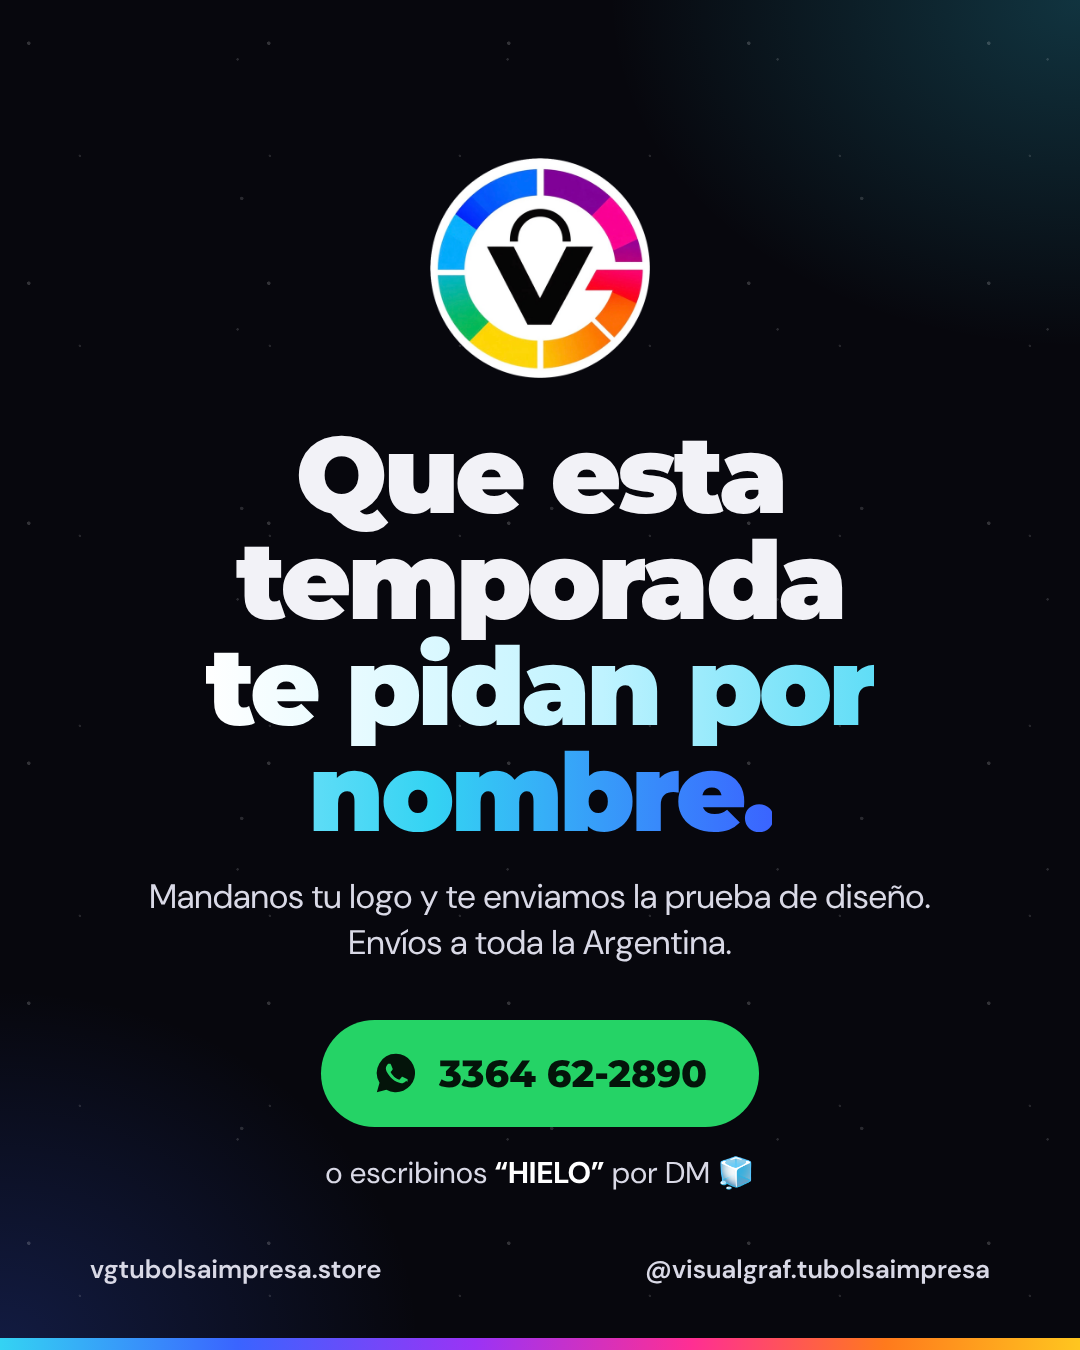 Que esta
temporada
te pidan por
nombre.
Mandanos tu logo y te enviamos la prueba de diseño.
Envíos a toda la Argentina.
3364 62-2890
o escribinos “HIELO” por DM 🧊
vgtubolsaimpresa.store
@visualgraf.tubolsaimpresa